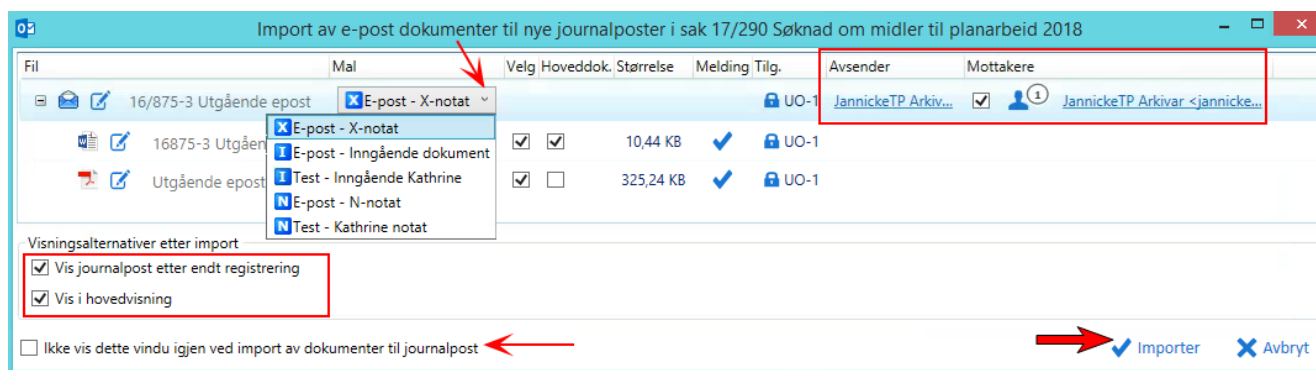 Import av e-post dokumenter til nye journalposter i sak 17/290 Søknad om midler til planarbeid 2018
Fil Mal Velg Hoveddok. Størrelse Melding Tilg. Avsender Mottakere
16/875-3 Utgående epost X E-post - X-notat UO-1 JannickeTP Arkiv... 1 JannickeTP Arkivar <jannicke...
X E-post - X-notat
16875-3 Utgåen 10,44 KB UO-1
I E-post - Inngående dokument
I Test - Inngående Kathrine
Utgående epost 325,24 KB UO-1
N E-post - N-notat
N Test - Kathrine notat
Visningsalternativer etter import
Vis journalpost etter endt registrering
Vis i hovedvisning
Ikke vis dette vindu igjen ved import av dokumenter til journalpost
Importer Avbryt